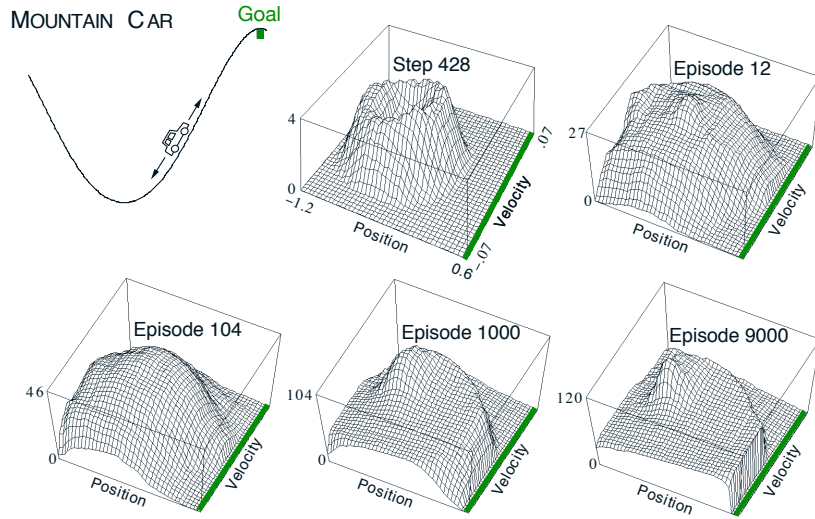 MOUNTAIN CAR
Goal
Step 428
4
0
−1.2
Position
0.6
−.07
Velocity
.07
Episode 12
27
0
Position
Velocity
Episode 104
46
0
Position
Velocity
Episode 1000
104
0
Position
Velocity
Episode 9000
120
0
Position
Velocity